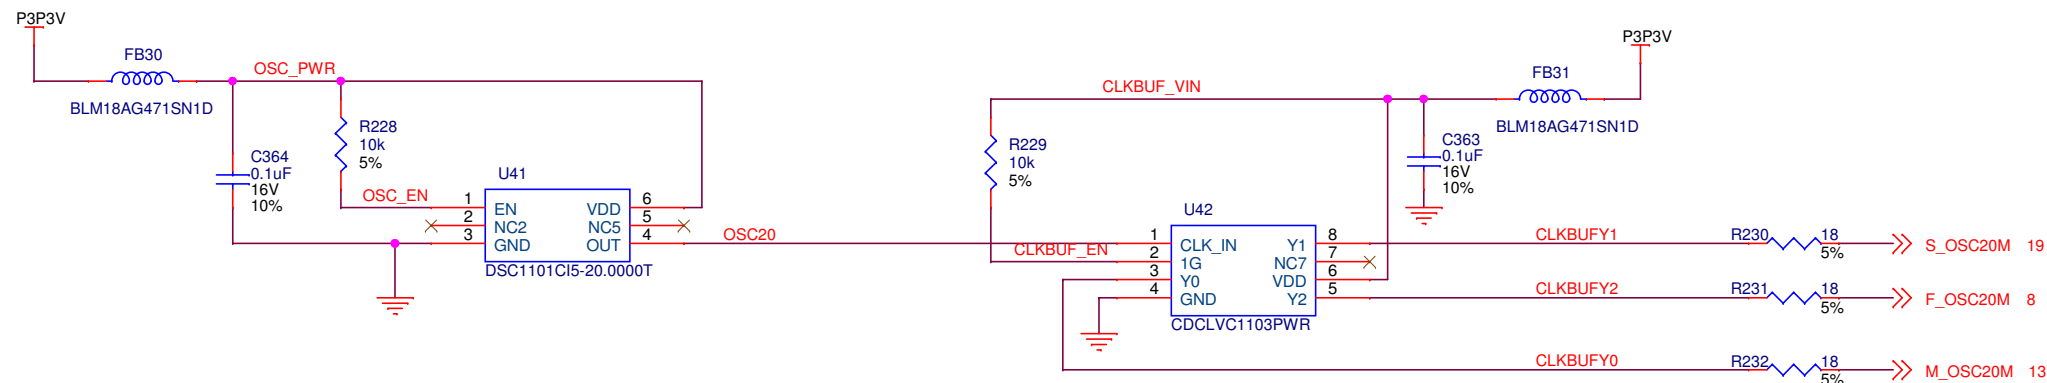 P3P3V
FB30
OSC_PWR
BLM18AG471SN1D
C364
0.1uF
16V
10%
R228
10k
5%
OSC_EN
U41
1 EN VDD 6
2 NC2 NC5 5
3 GND OUT 4
DSC1101CI5-20.0000T
OSC20
P3P3V
FB31
CLKBUF_VIN
BLM18AG471SN1D
R229
10k
5%
C363
0.1uF
16V
10%
U42
CLKBUF_EN
1 CLK_IN Y1 8
2 1G NC7 7
3 Y0 VDD 6
4 GND Y2 5
CDCLVC1103PWR
CLKBUFY1 R230 18 S_OSC20M 19
5%
CLKBUFY2 R231 18 F_OSC20M 8
5%
CLKBUFY0 R232 18 M_OSC20M 13
5%